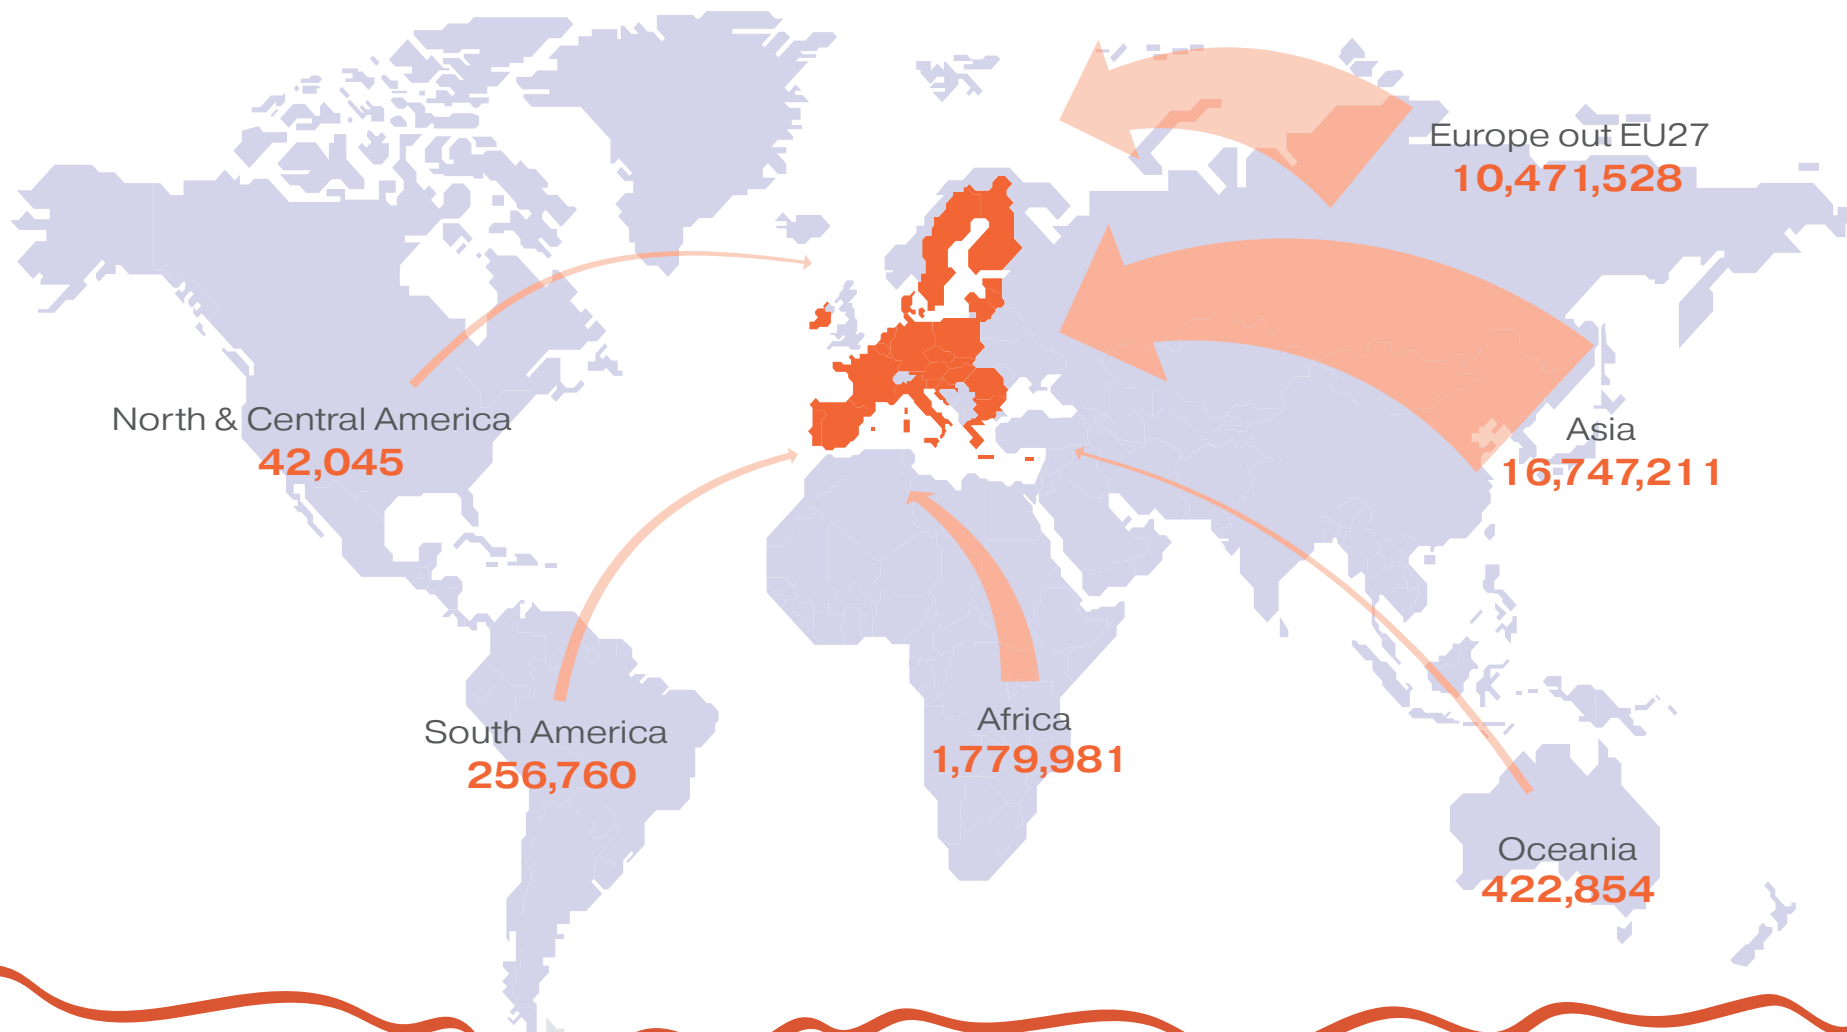 Europe out EU27
10,471,528
North & Central America
42,045
Asia
16,747,211
South America
256,760
Africa
1,779,981
Oceania
422,854